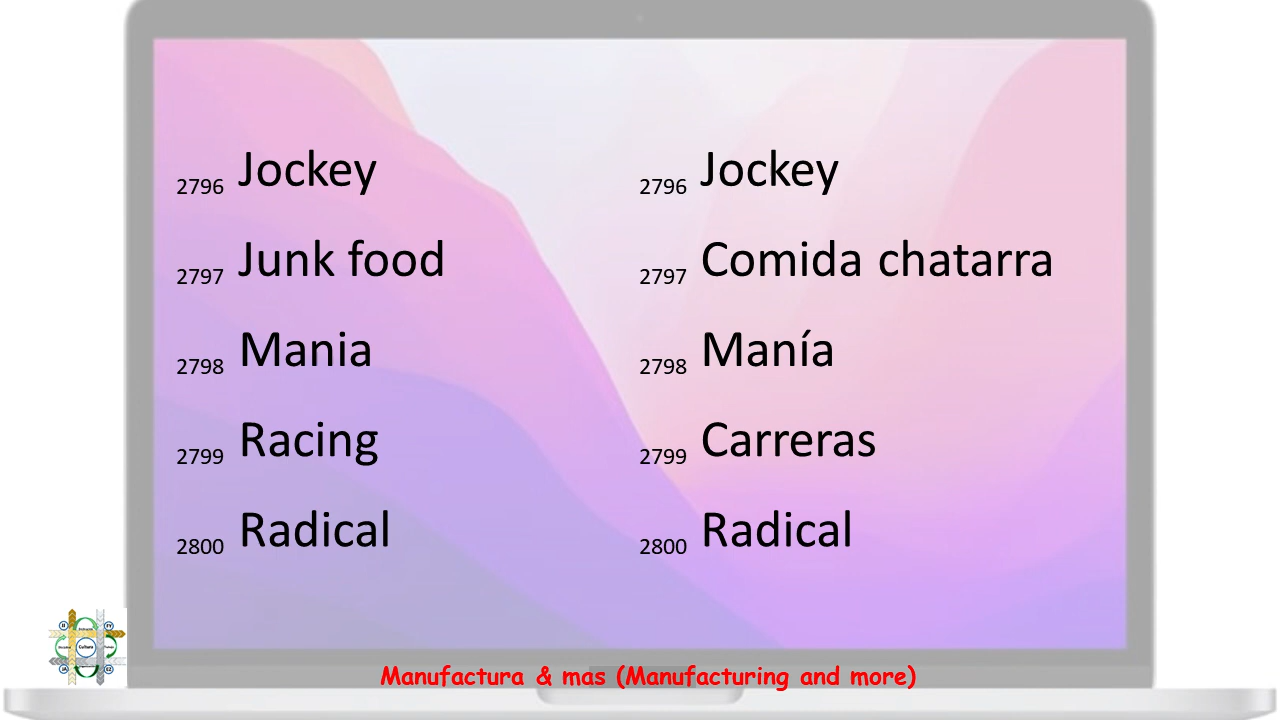 2796 Jockey
2797 Junk food
2798 Mania
2799 Racing
2800 Radical
2796 Jockey
2797 Comida chatarra
2798 Manía
2799 Carreras
2800 Radical
Cultura
Manufactura & mas (Manufacturing and more)